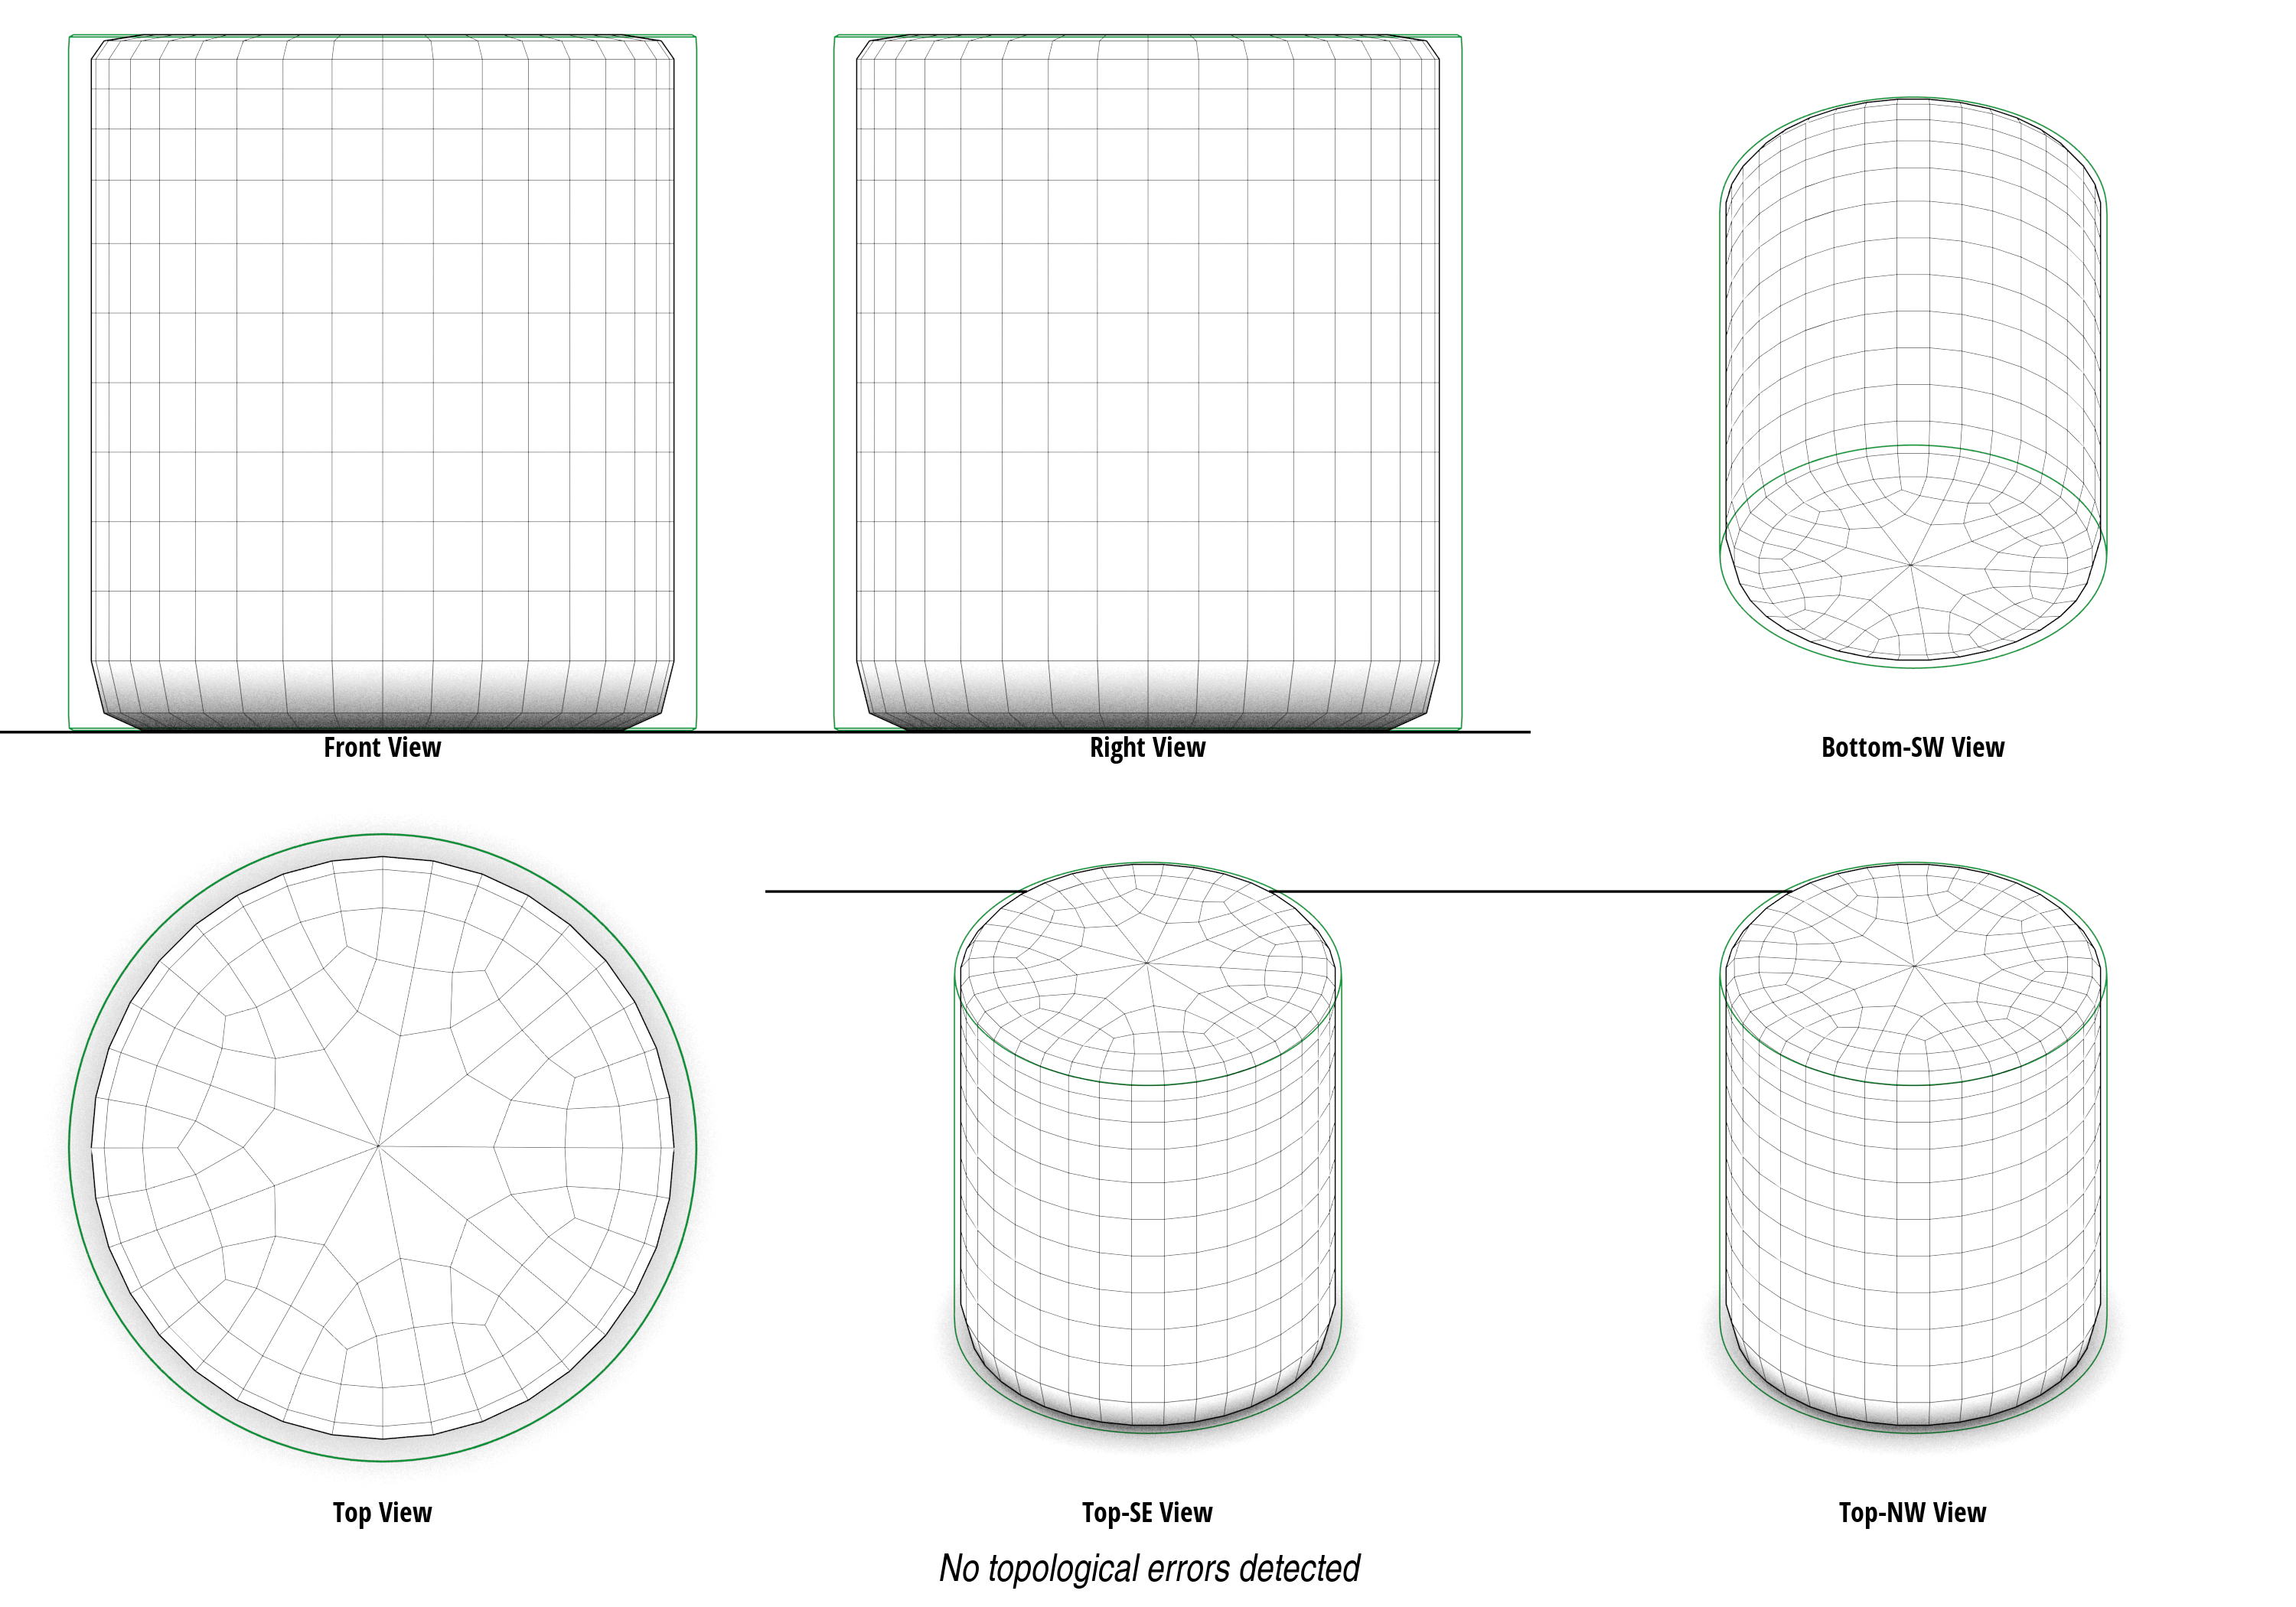 Front View
Right View
Bottom-SW View
Top View
Top-SE View
Top-NW View
No topological errors detected